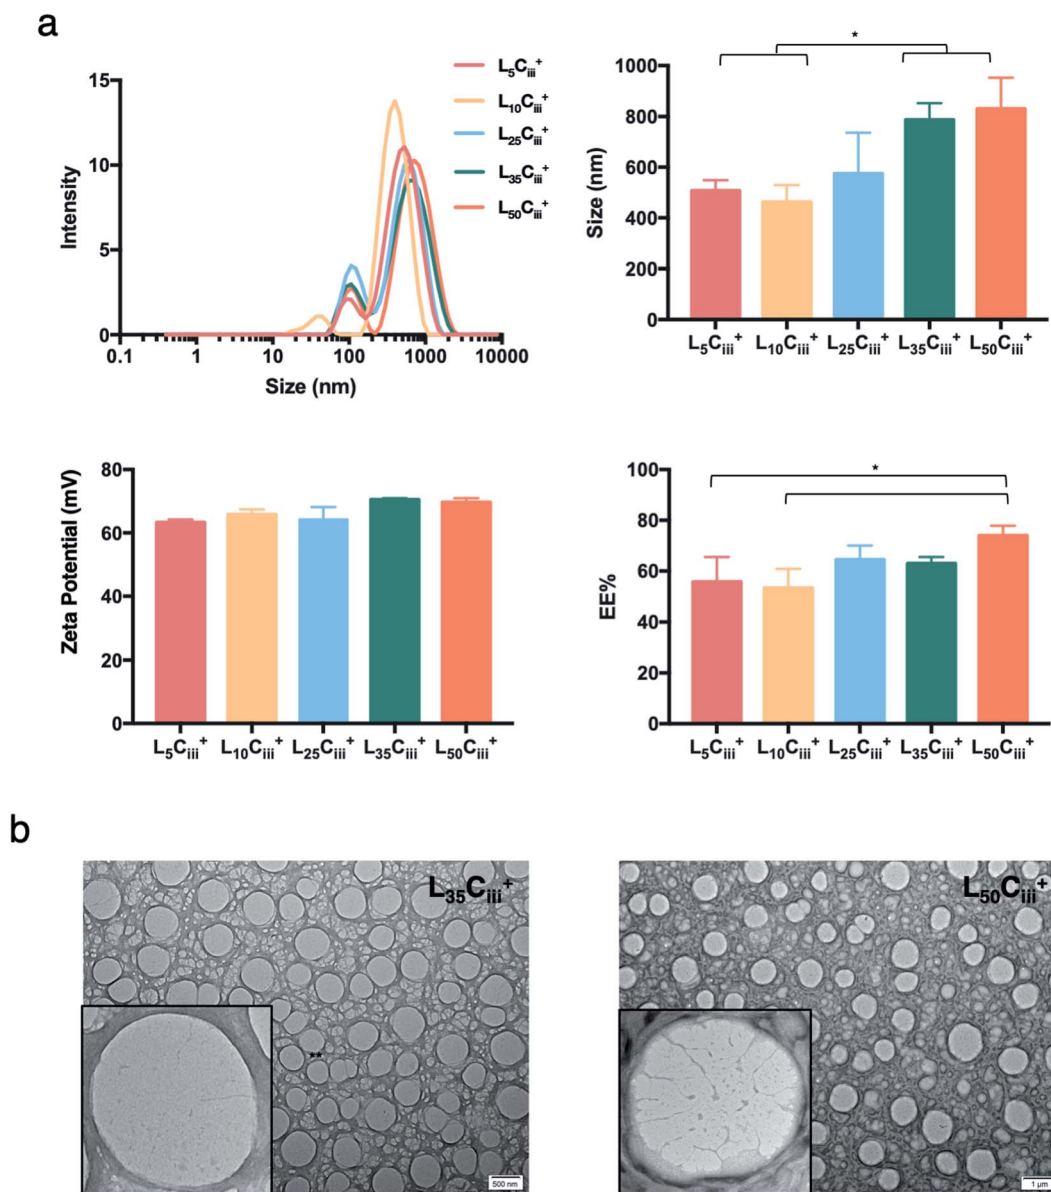 a
L₅Cᵢᵢᵢ⁺
L₁₀Cᵢᵢᵢ⁺
L₂₅Cᵢᵢᵢ⁺
L₃₅Cᵢᵢᵢ⁺
L₅₀Cᵢᵢᵢ⁺
Intensity
15
10
5
0
0.1 1 10 100 1000 10000
Size (nm)
*
Size (nm)
1000
800
600
400
200
0
L₅Cᵢᵢᵢ⁺ L₁₀Cᵢᵢᵢ⁺ L₂₅Cᵢᵢᵢ⁺ L₃₅Cᵢᵢᵢ⁺ L₅₀Cᵢᵢᵢ⁺
Zeta Potential (mV)
80
60
40
20
0
L₅Cᵢᵢᵢ⁺ L₁₀Cᵢᵢᵢ⁺ L₂₅Cᵢᵢᵢ⁺ L₃₅Cᵢᵢᵢ⁺ L₅₀Cᵢᵢᵢ⁺
*
EE%
100
80
60
40
20
0
L₅Cᵢᵢᵢ⁺ L₁₀Cᵢᵢᵢ⁺ L₂₅Cᵢᵢᵢ⁺ L₃₅Cᵢᵢᵢ⁺ L₅₀Cᵢᵢᵢ⁺
b
L₃₅Cᵢᵢᵢ⁺
**
500 nm
L₅₀Cᵢᵢᵢ⁺
1 µm